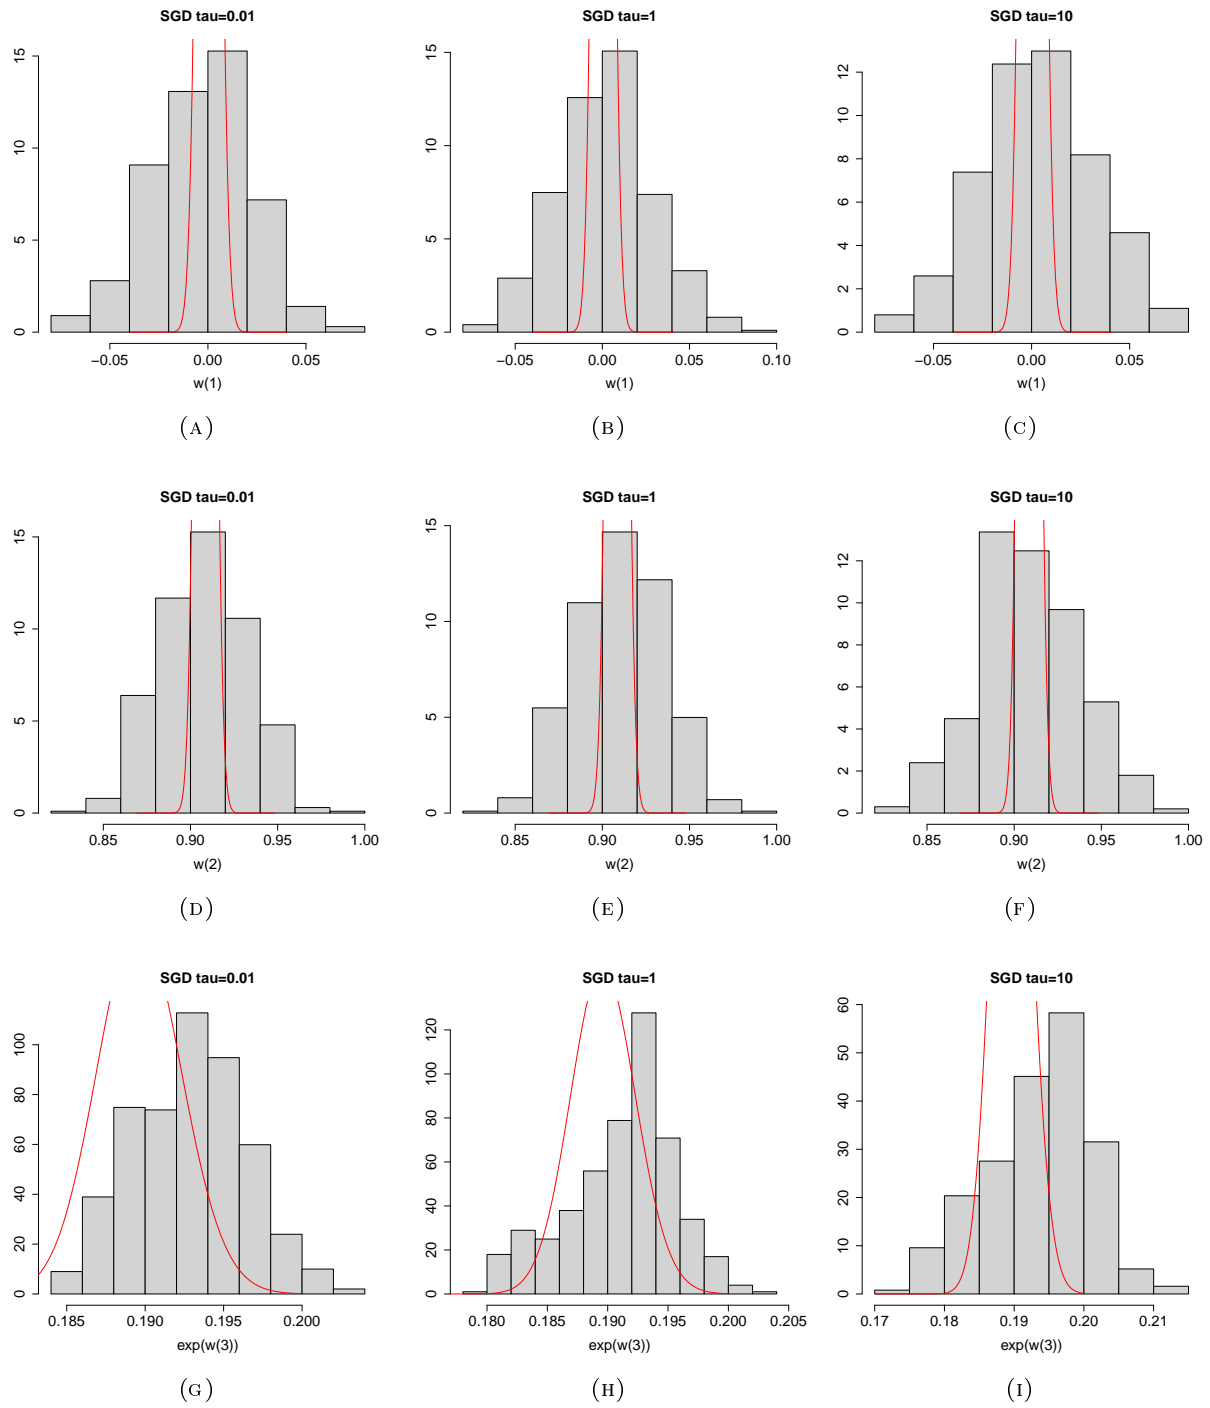 SGD tau=0.01
0 5 10 15
−0.05 0.00 0.05
w(1)
(A)
SGD tau=1
0 5 10 15
−0.05 0.00 0.05 0.10
w(1)
(B)
SGD tau=10
0 2 4 6 8 10 12
−0.05 0.00 0.05
w(1)
(C)
SGD tau=0.01
0 5 10 15
0.85 0.90 0.95 1.00
w(2)
(D)
SGD tau=1
0 5 10 15
0.85 0.90 0.95 1.00
w(2)
(E)
SGD tau=10
0 2 4 6 8 10 12
0.85 0.90 0.95 1.00
w(2)
(F)
SGD tau=0.01
0 20 40 60 80 100
0.185 0.190 0.195 0.200
exp(w(3))
(G)
SGD tau=1
0 20 40 60 80 100 120
0.180 0.185 0.190 0.195 0.200 0.205
exp(w(3))
(H)
SGD tau=10
0 10 20 30 40 50 60
0.17 0.18 0.19 0.20 0.21
exp(w(3))
(I)